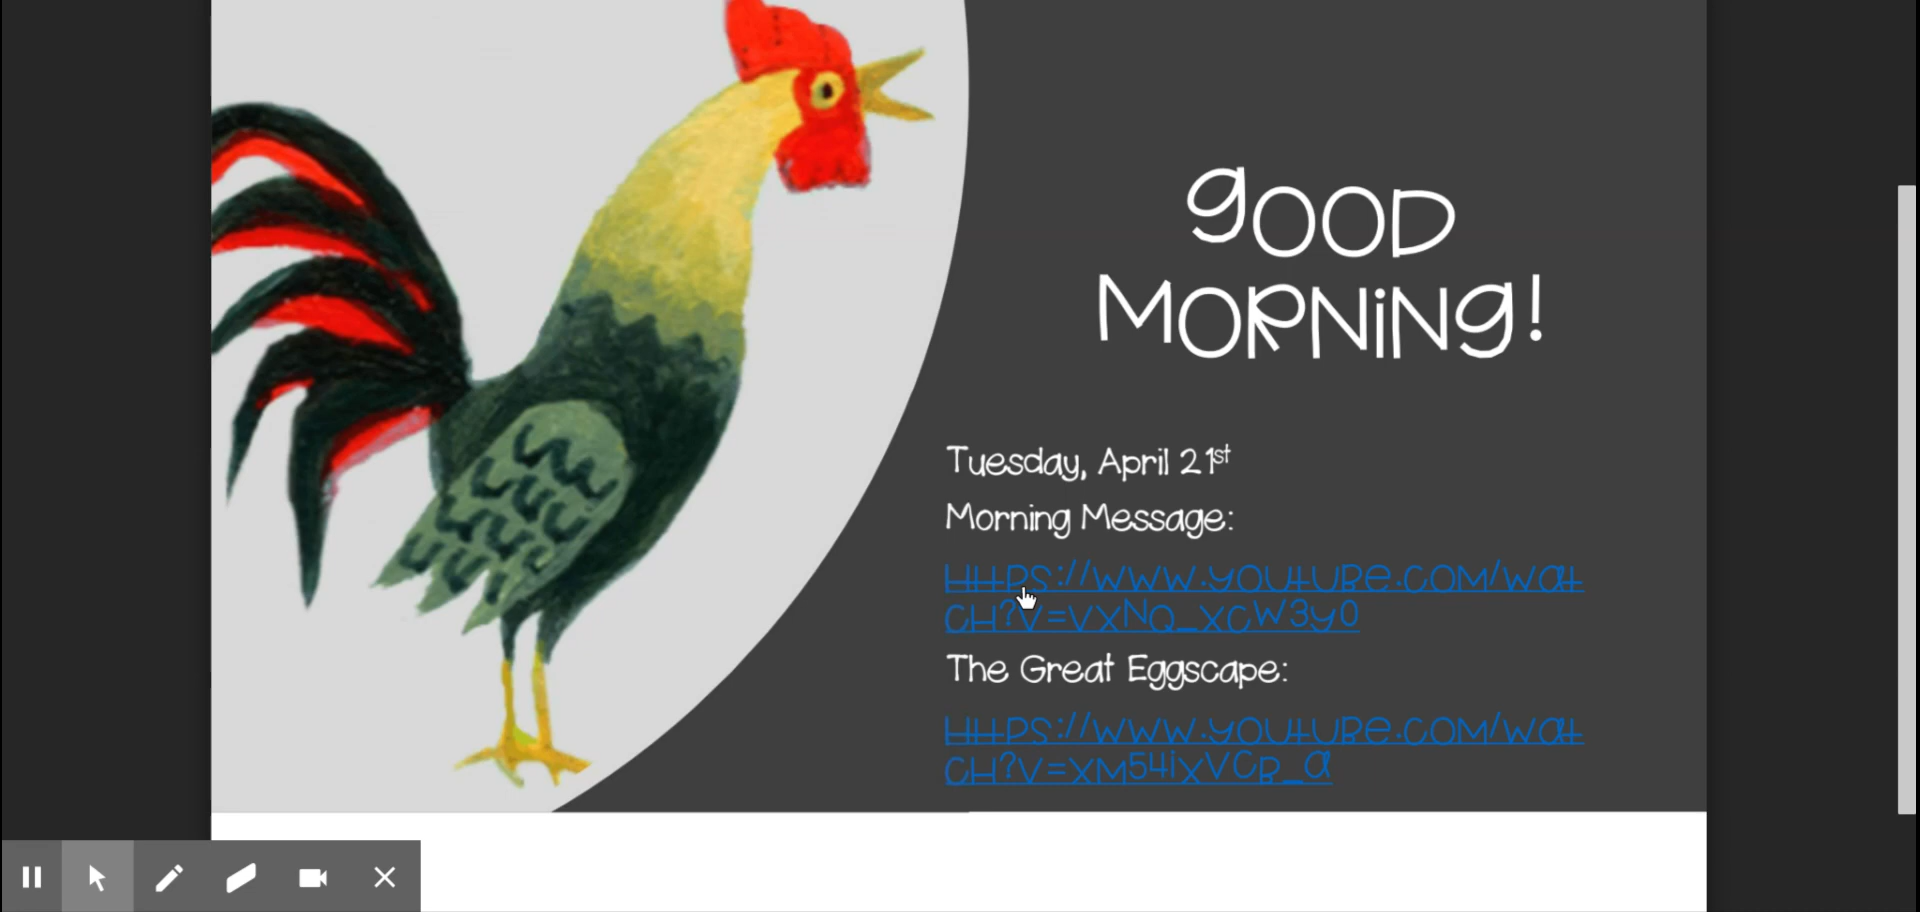 gOOD
MORNiNg!
Tuesday, April 21st
Morning Message:
https://www.youtube.com/wat
ch?v=VXNQ_XCW3y0
The Great Eggscape:
https://www.youtube.com/wat
ch?v=XM54iXVCB_a